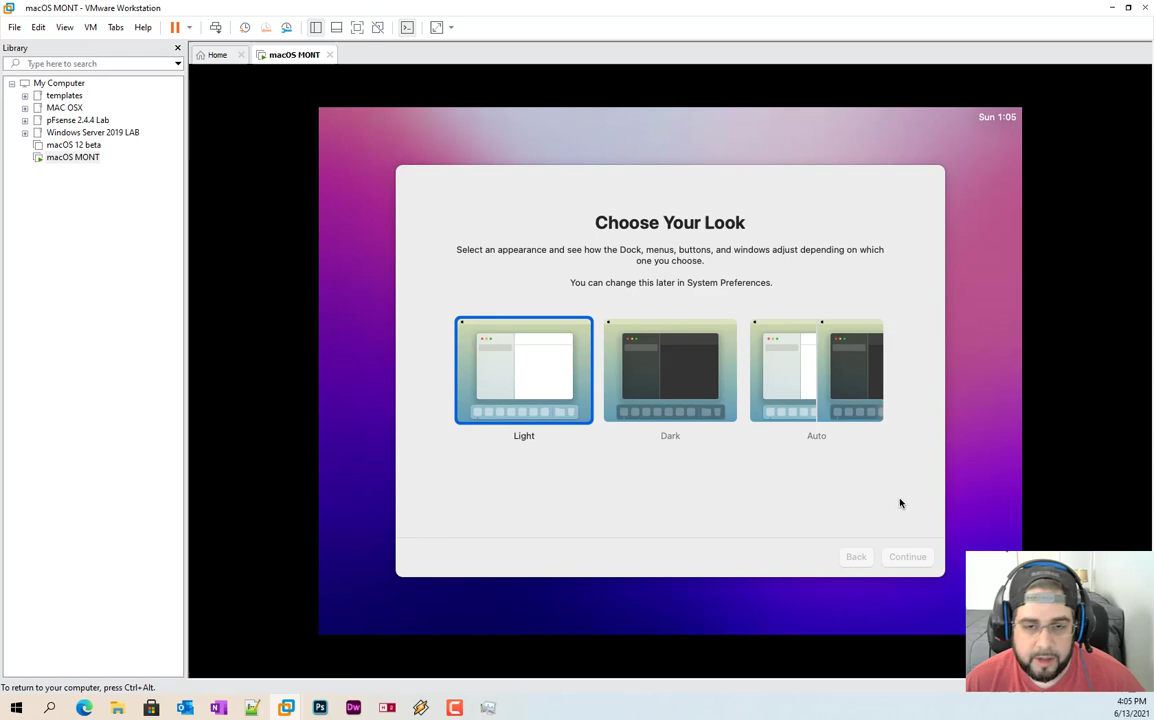 macOS MONT - VMware Workstation
File Edit View VM Tabs Help
Library
Home
macOS MONT
Type here to search
My Computer
templates
MAC OSX
pFsense 2.4.4 Lab
Windows Server 2019 LAB
macOS 12 beta
macOS MONT
Sun 1:05
Choose Your Look
Select an appearance and see how the Dock, menus, buttons, and windows adjust depending on which
one you choose.
You can change this later in System Preferences.
Light
Dark
Auto
Back
Continue
To return to your computer, press Ctrl+Alt.
Ps
Dw
4:05 PM
6/13/2021